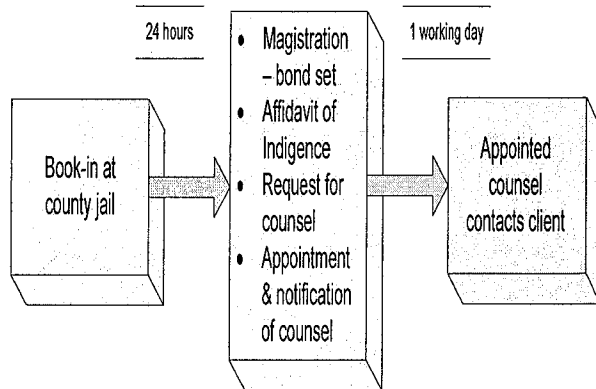 24 hours
1 working day
Book-in at
county jail
• Magistration
– bond set
• Affidavit of
Indigence
• Request for
counsel
• Appointment
& notification
of counsel
Appointed
counsel
contacts client